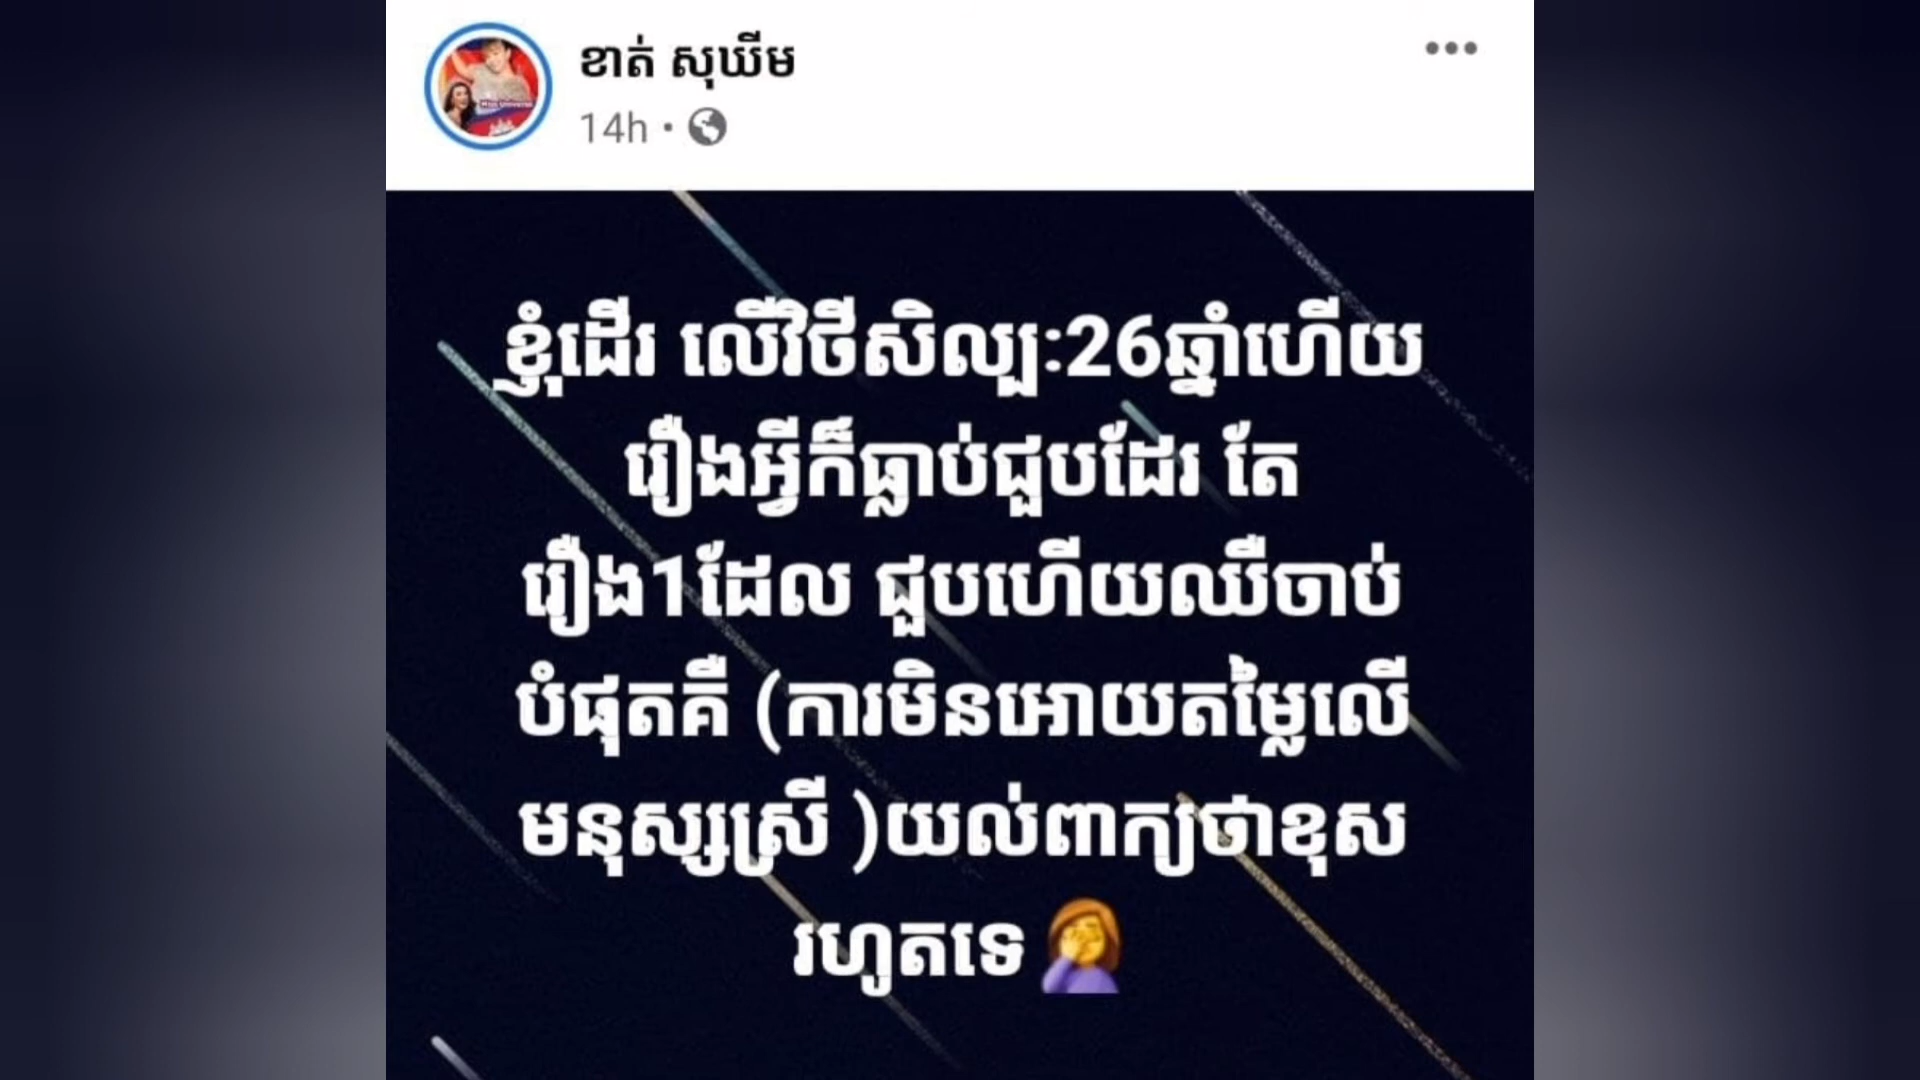 ខាត់ សុឃីម
14h
ខ្ញុំដើរ លើវិថីសិល្បៈ26ឆ្នាំហើយ
រឿងអ្វីក៏ធ្លាប់ជួបដែរ តែ
រឿង1ដែល ជួបហើយឈឺចាប់
បំផុតគឺ (ការមិនអោយតម្លៃលើ
មនុស្សស្រី )យល់ពាក្យថាខុស
រហូតទេ